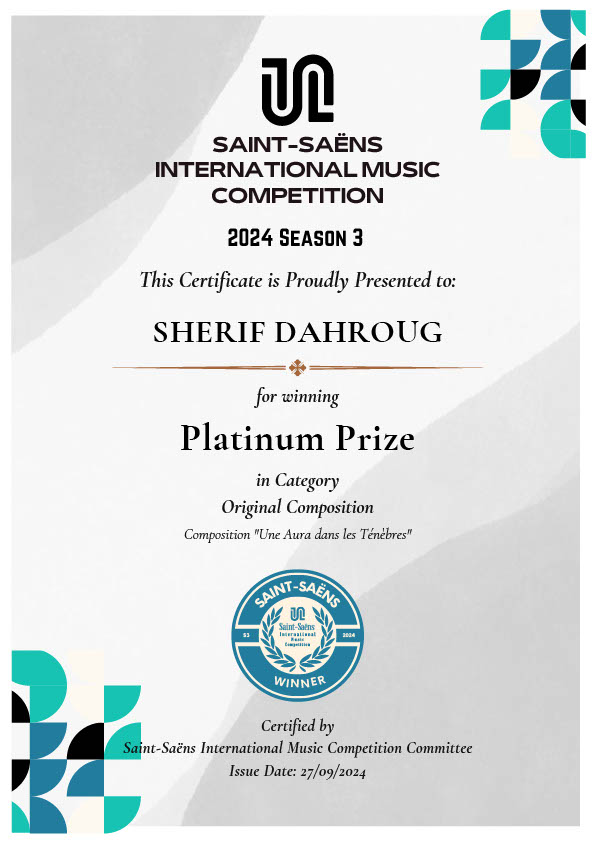 SAINT-SAËNS
INTERNATIONAL MUSIC
COMPETITION
2024 SEASON 3
This Certificate is Proudly Presented to:
SHERIF DAHROUG
for winning
Platinum Prize
in Category
Original Composition
Composition "Une Aura dans les Ténèbres"
SAINT-SAËNS
Saint-Saëns
International
Music
Competition
S3
2024
WINNER
Certified by
Saint-Saëns International Music Competition Committee
Issue Date: 27/09/2024